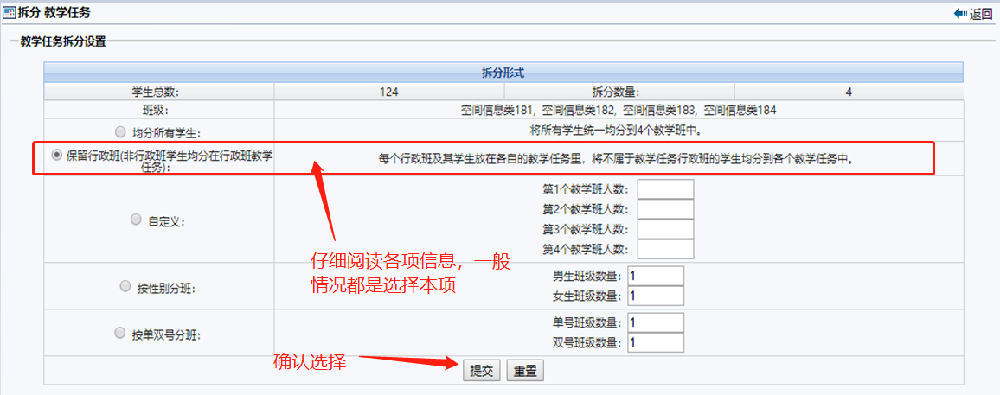 拆分 教学任务
返回
教学任务拆分设置
拆分形式
学生总数： 124 拆分数量： 4
班级： 空间信息类181, 空间信息类182, 空间信息类183, 空间信息类184
均分所有学生： 将所有学生统一均分到4个教学班中。
保留行政班(非行政班学生均分在行政班教学
任务)：
每个行政班及其学生放在各自的教学任务里，将不属于教学任务行政班的学生均分到各个教学任务中。
自定义：
第1个教学班人数：
第2个教学班人数：
第3个教学班人数：
第4个教学班人数：
仔细阅读各项信息，一般
情况都是选择本项
按性别分班：
男生班级数量： 1
女生班级数量： 1
按单双号分班：
单号班级数量： 1
双号班级数量： 1
确认选择
提交 重置